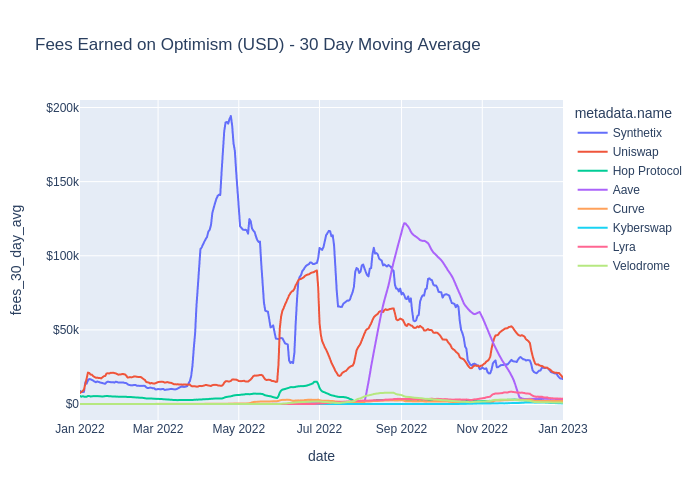 Fees Earned on Optimism (USD) - 30 Day Moving Average
metadata.name
Synthetix
Uniswap
Hop Protocol
Aave
Curve
Kyberswap
Lyra
Velodrome
fees_30_day_avg
$200k
$150k
$100k
$50k
$0
Jan 2022
Mar 2022
May 2022
Jul 2022
Sep 2022
Nov 2022
Jan 2023
date